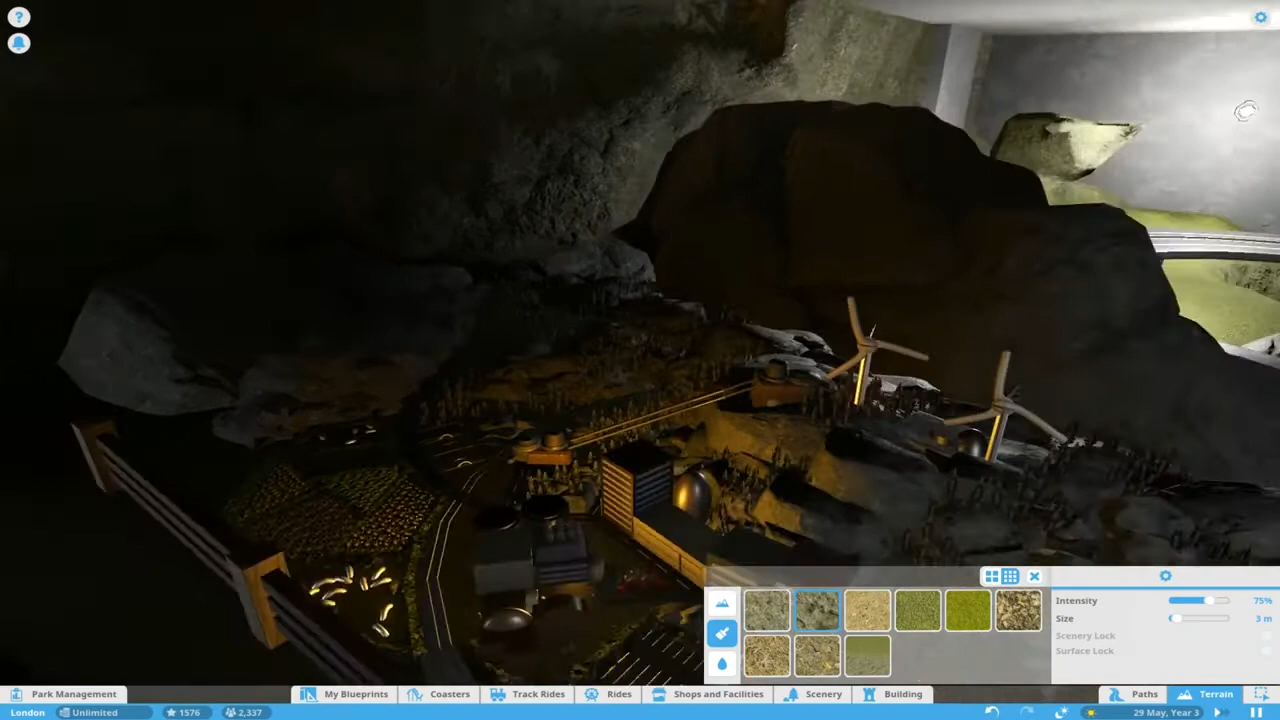 ?
Intensity 75%
Size 3 m
Scenery Lock
Surface Lock
Park Management My Blueprints Coasters Track Rides Rides Shops and Facilities Scenery Building Paths Terrain
London Unlimited 1576 2,337 29 May, Year 3